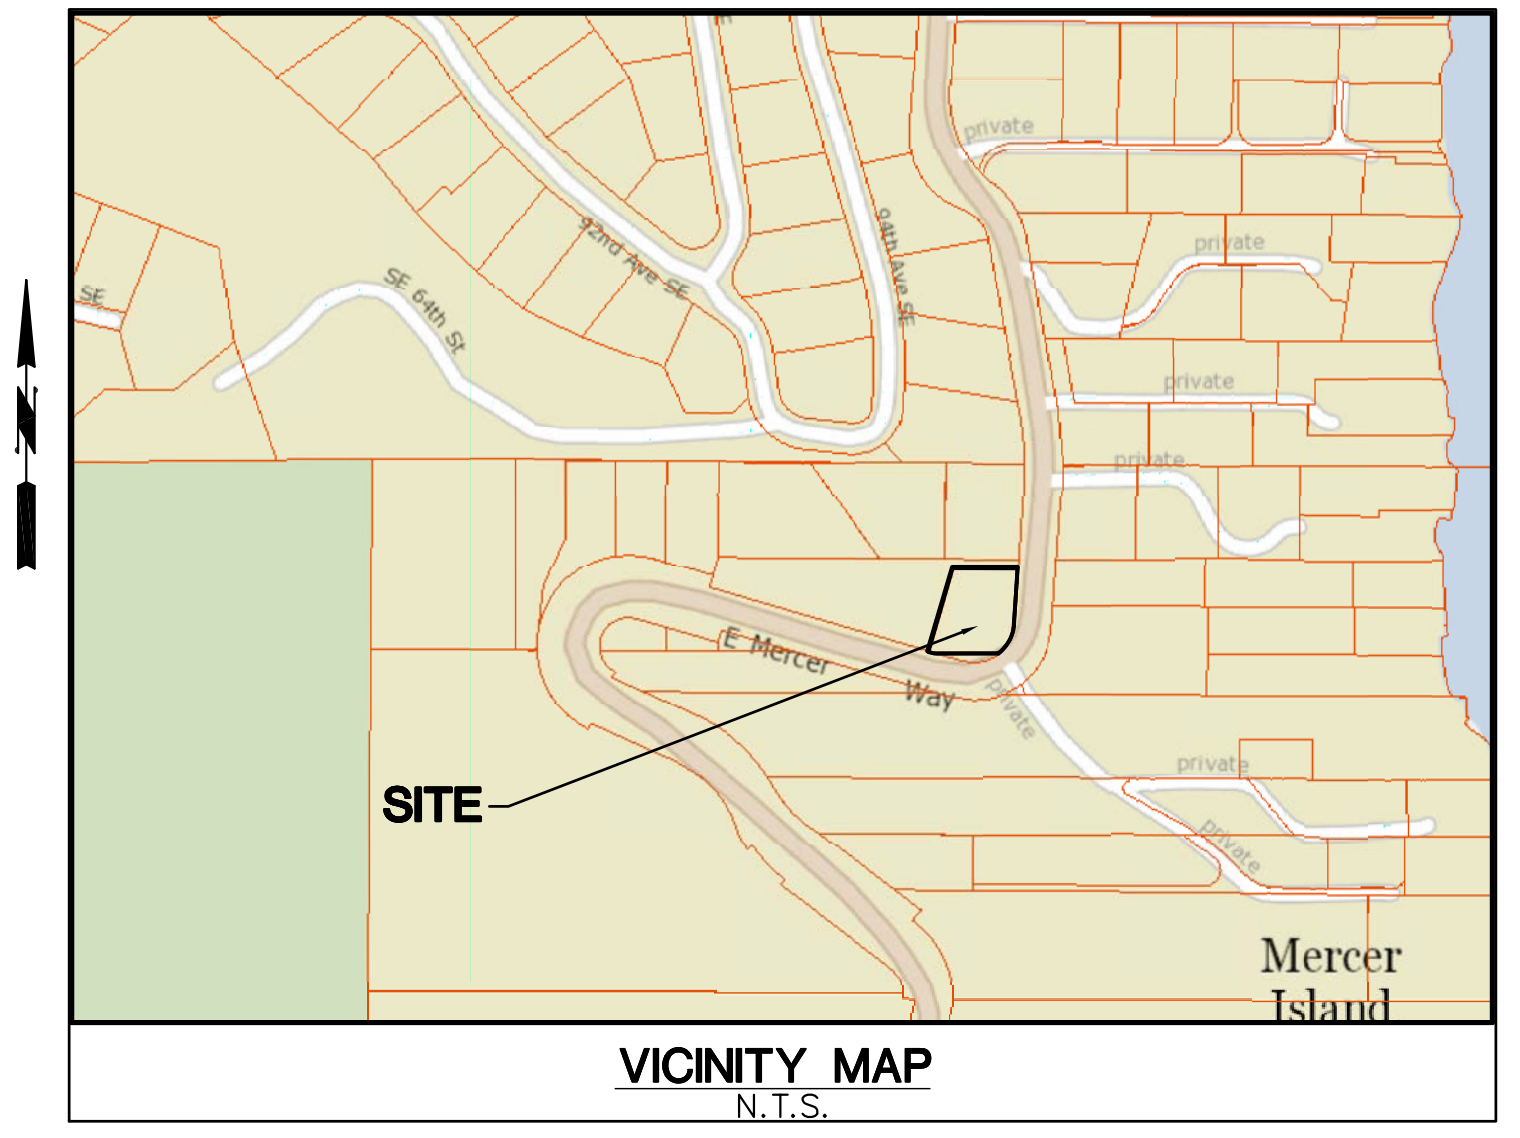 private
private
private
private
92nd Ave SE
94th Ave SE
SE 64th St
SE
E Mercer
Way
private
private
private
SITE
Mercer
Island
VICINITY MAP
N.T.S.